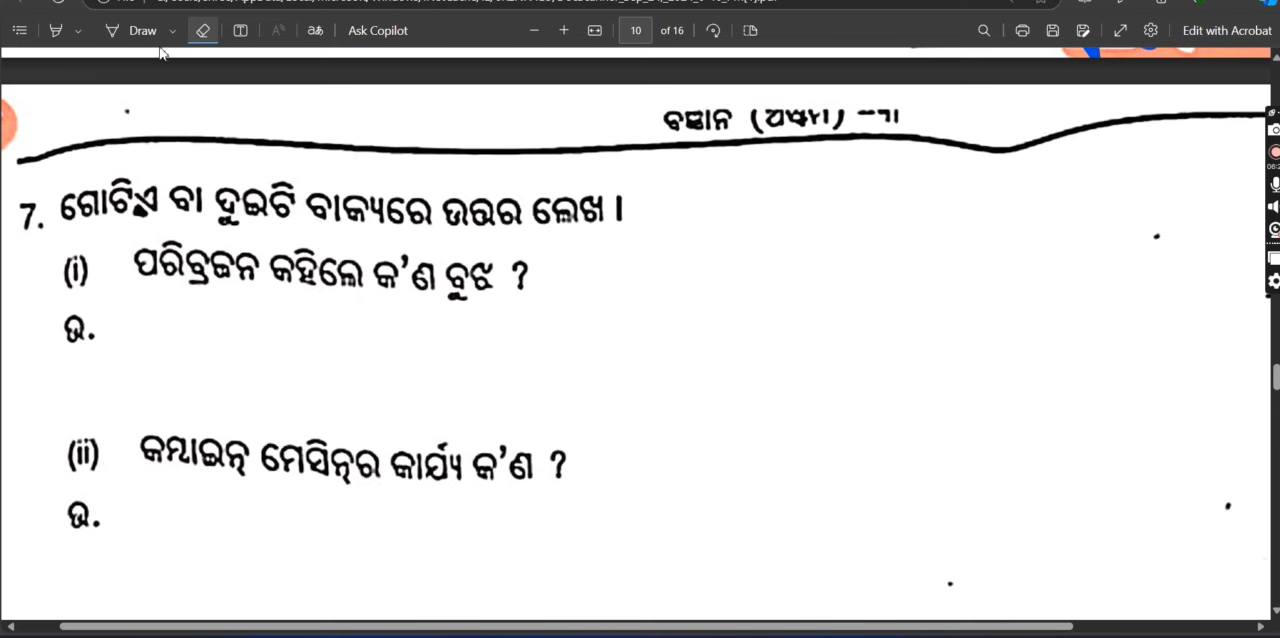 Draw
Ask Copilot
10 of 16
Edit with Acrobat
ବିଜ୍ଞାନ (ଅଷ୍ଟମ)
7. ଗୋଟିଏ ବା ଦୁଇଟି ବାକ୍ୟରେ ଉତ୍ତର ଲେଖ ।
(i) ପରିବ୍ରଜନ କହିଲେ କ'ଣ ବୁଝ ?
ଉ.
(ii) କମ୍ବାଇନ୍ ମେସିନ୍‌ର କାର୍ଯ୍ୟ କ'ଣ ?
ଉ.